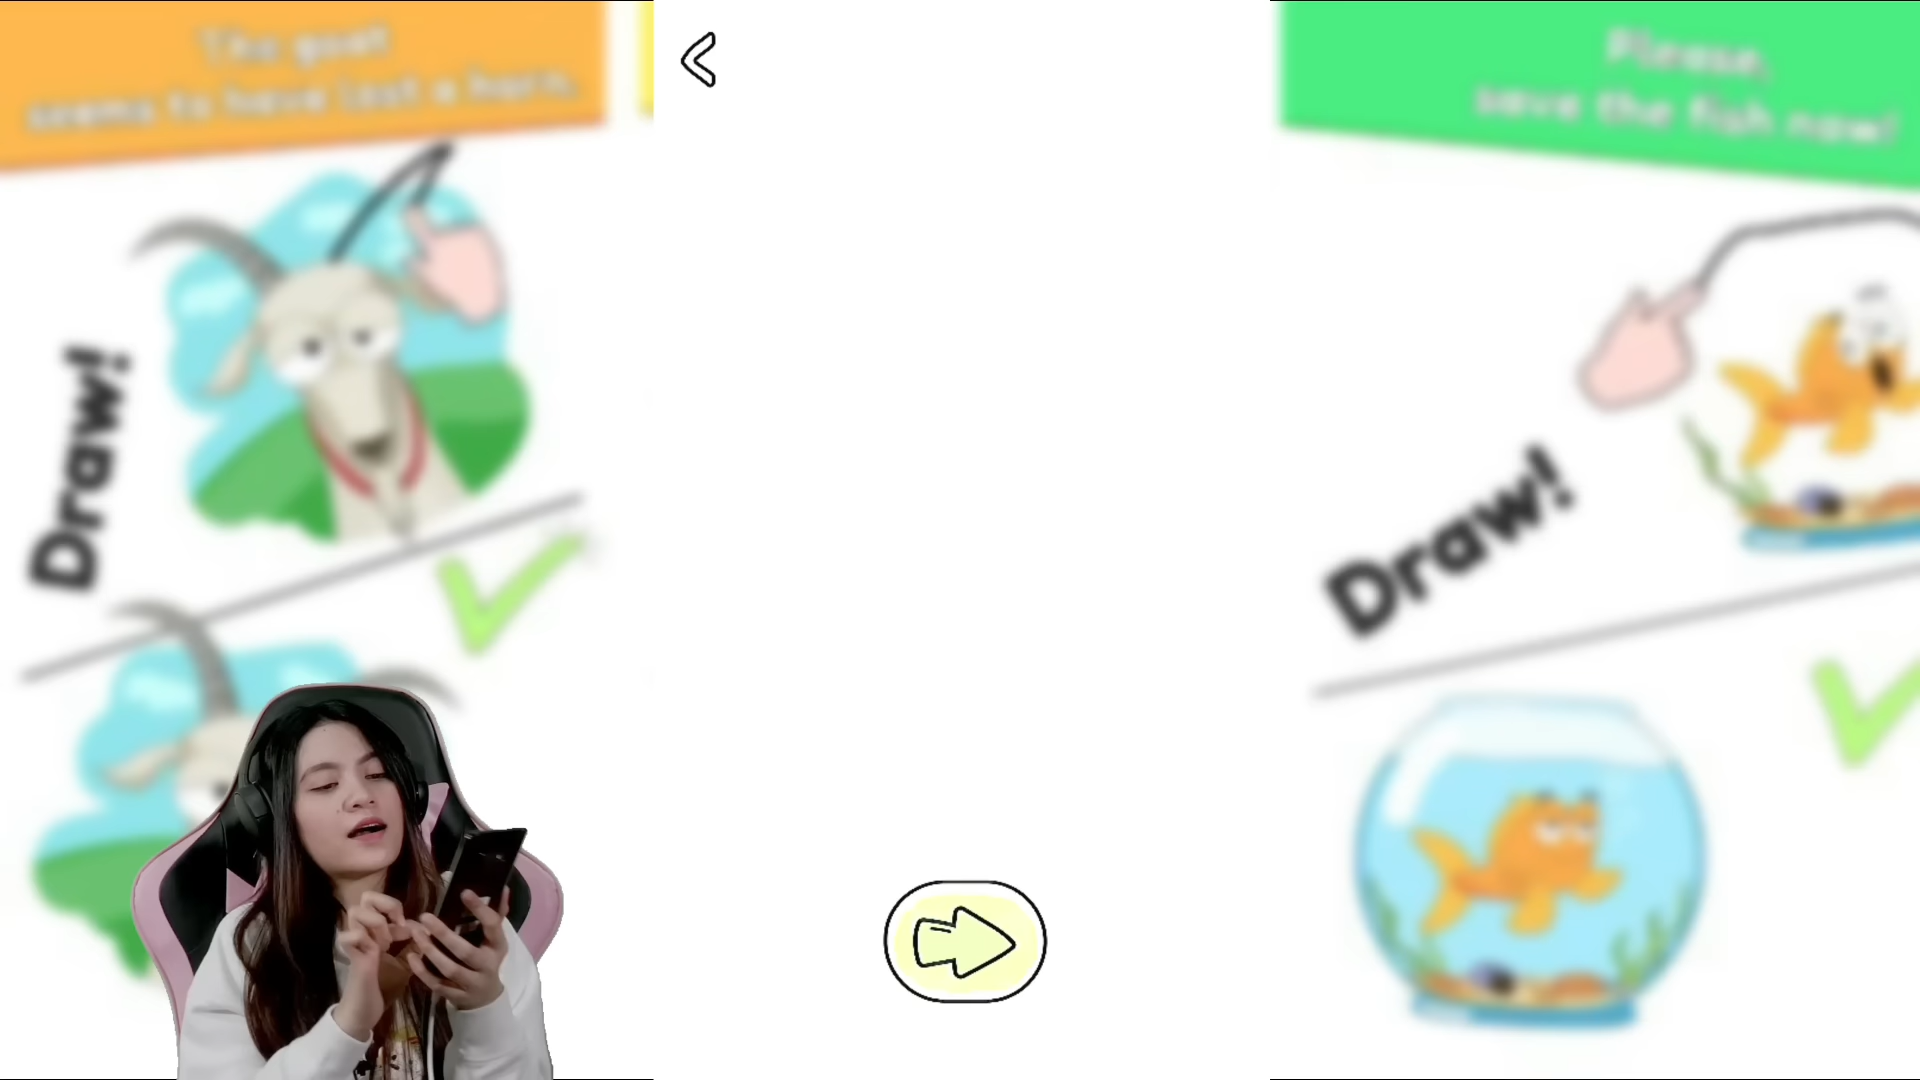 The goat
seems to have lost a horn.
Draw!
Please,
save the fish now!
Draw!